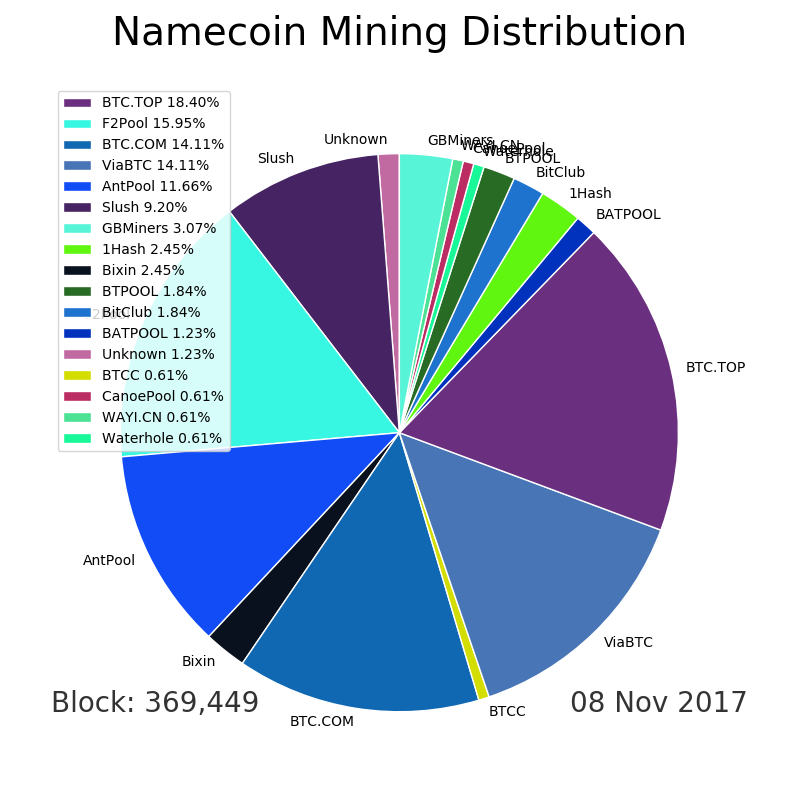 Namecoin Mining Distribution
BTC.TOP 18.40%
F2Pool 15.95%
BTC.COM 14.11%
ViaBTC 14.11%
AntPool 11.66%
Slush 9.20%
GBMiners 3.07%
1Hash 2.45%
Bixin 2.45%
BTPOOL 1.84%
BitClub 1.84%
BATPOOL 1.23%
Unknown 1.23%
BTCC 0.61%
CanoePool 0.61%
WAYI.CN 0.61%
Waterhole 0.61%
Unknown
GBMiners
WAYI.CN
CanoePool
Waterhole
BTPOOL
BitClub
1Hash
BATPOOL
Slush
BTC.TOP
AntPool
ViaBTC
Bixin
BTCC
BTC.COM
Block: 369,449
08 Nov 2017